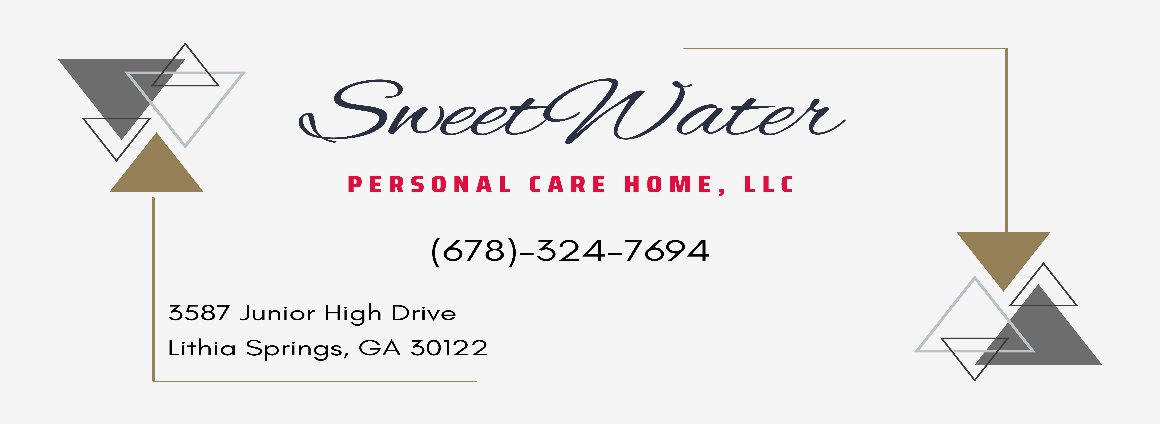 SweetWater
PERSONAL CARE HOME, LLC
(678)-324-7694
3587 Junior High Drive
Lithia Springs, GA 30122